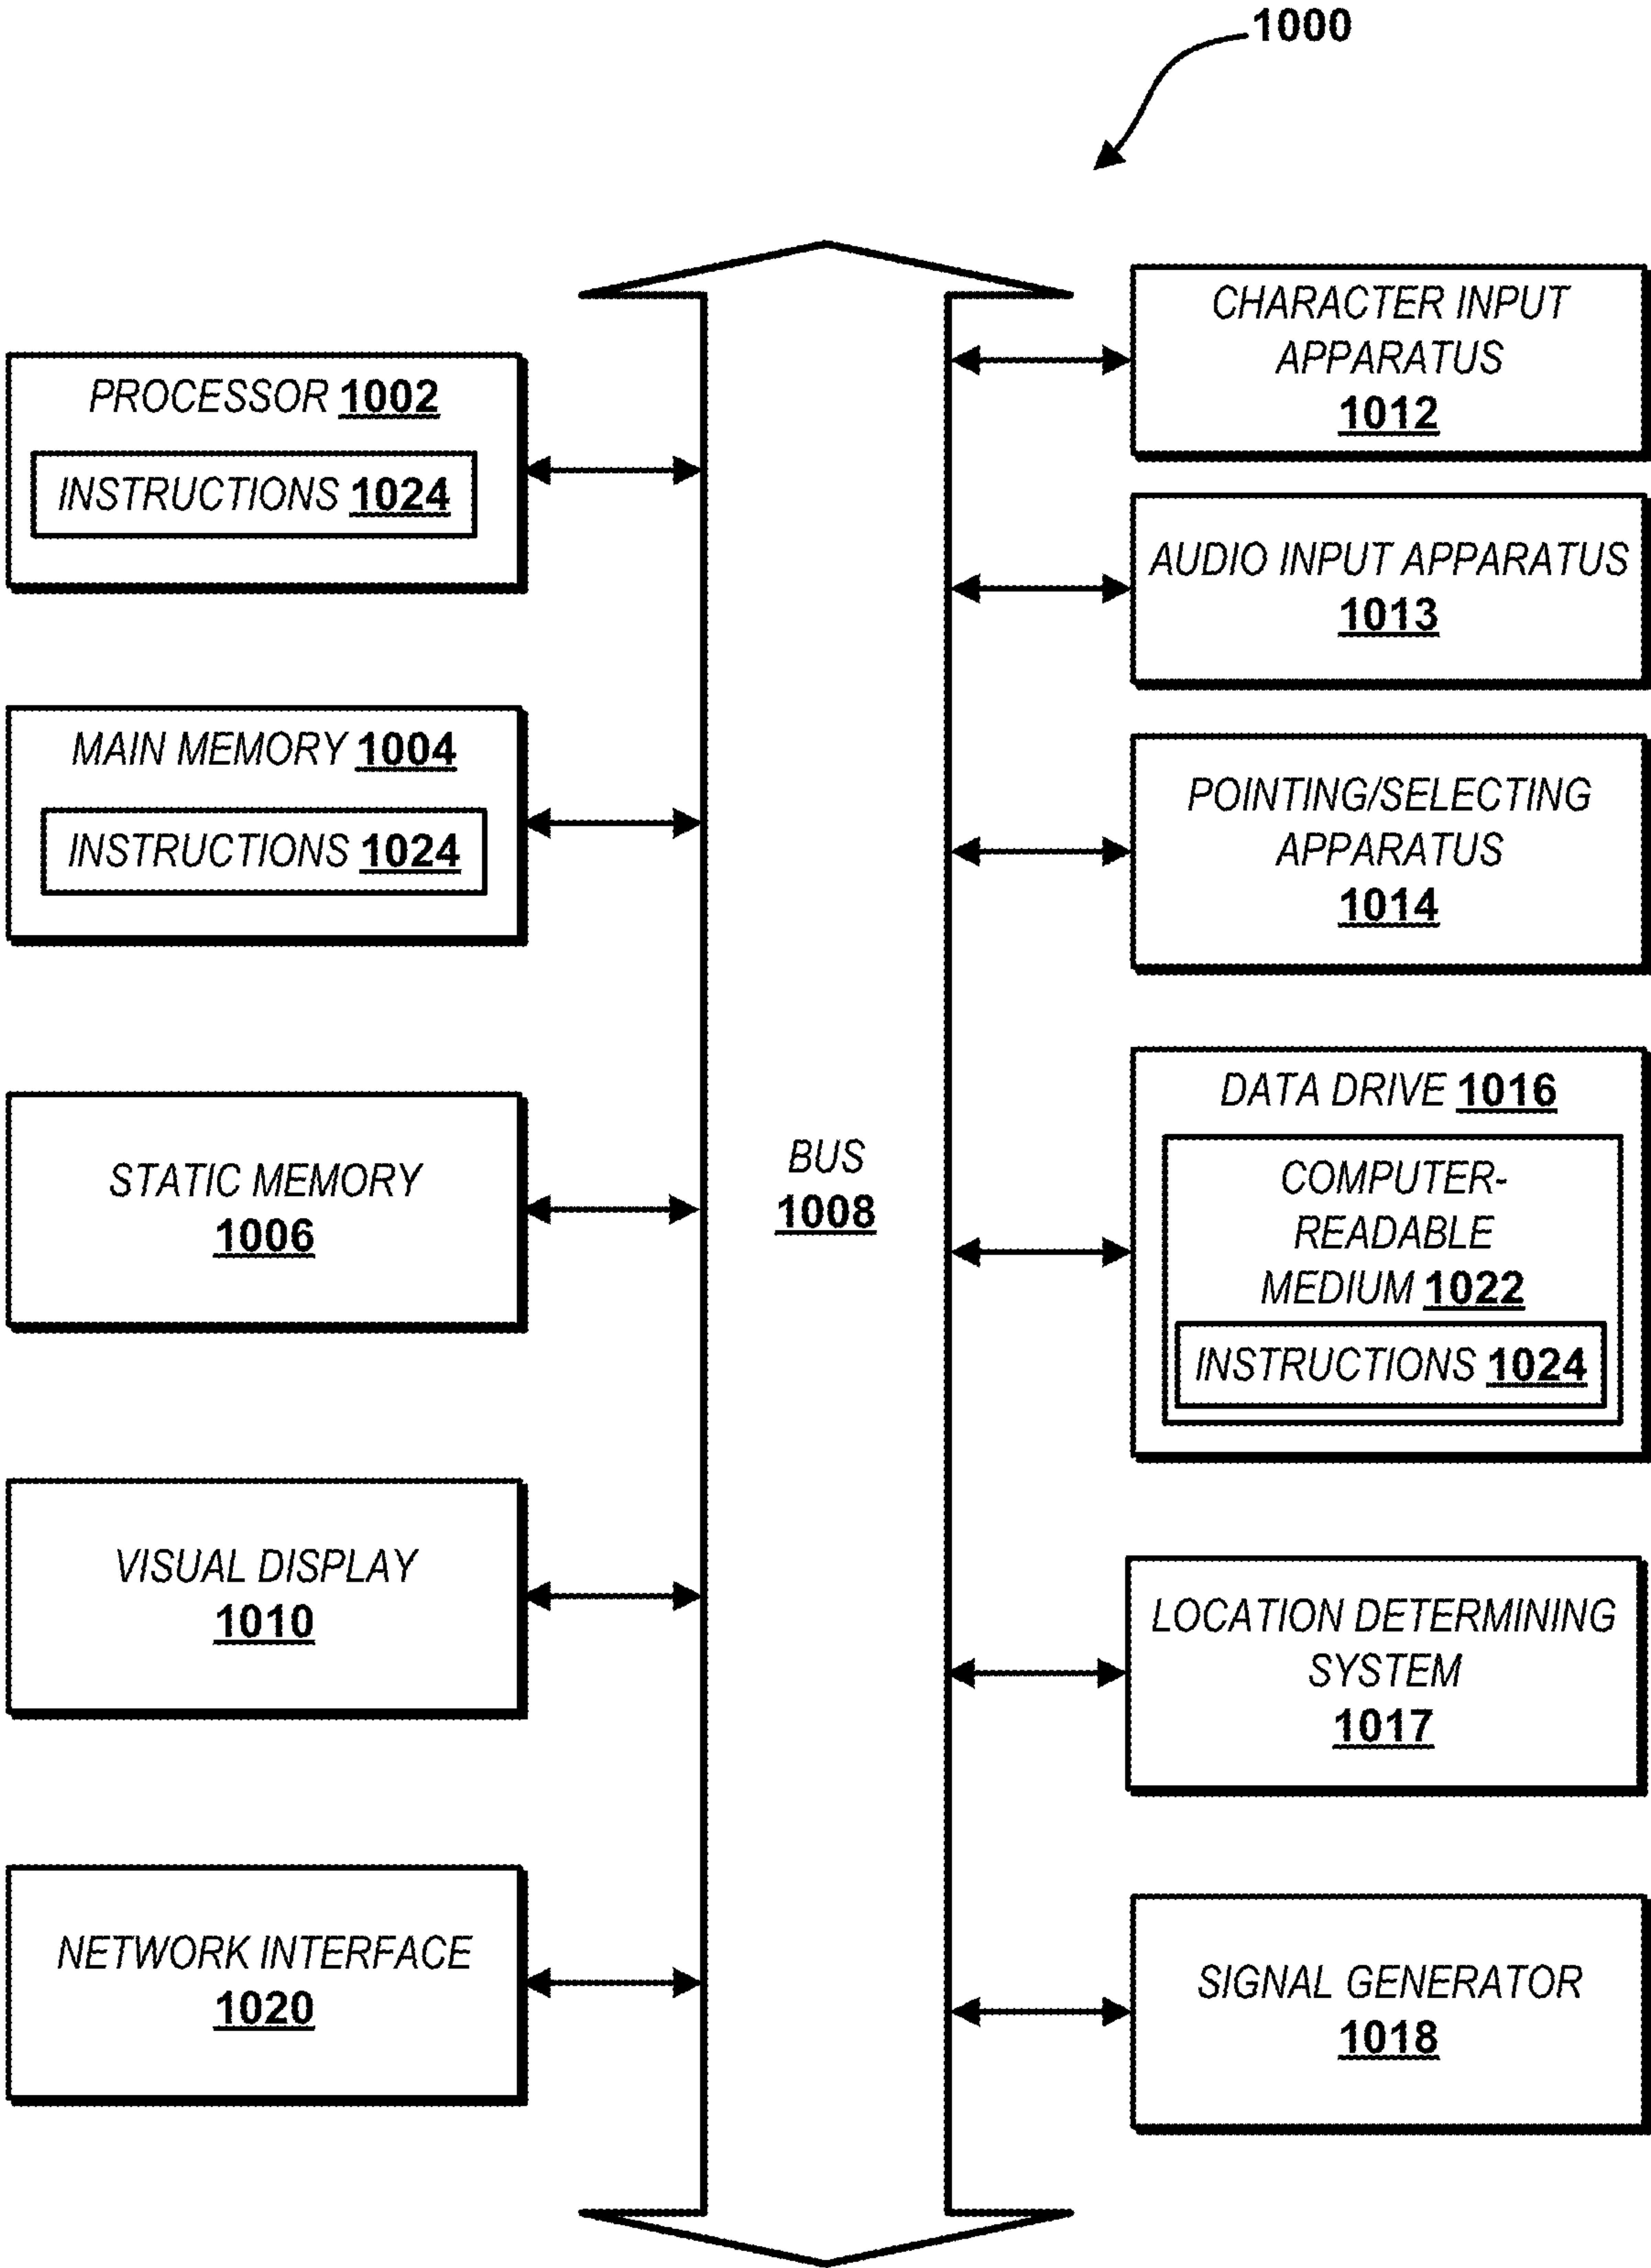 1000
PROCESSOR 1002
INSTRUCTIONS 1024
MAIN MEMORY 1004
INSTRUCTIONS 1024
STATIC MEMORY
1006
VISUAL DISPLAY
1010
NETWORK INTERFACE
1020
BUS
1008
CHARACTER INPUT
APPARATUS
1012
AUDIO INPUT APPARATUS
1013
POINTING/SELECTING
APPARATUS
1014
DATA DRIVE 1016
COMPUTER-
READABLE
MEDIUM 1022
INSTRUCTIONS 1024
LOCATION DETERMINING
SYSTEM
1017
SIGNAL GENERATOR
1018